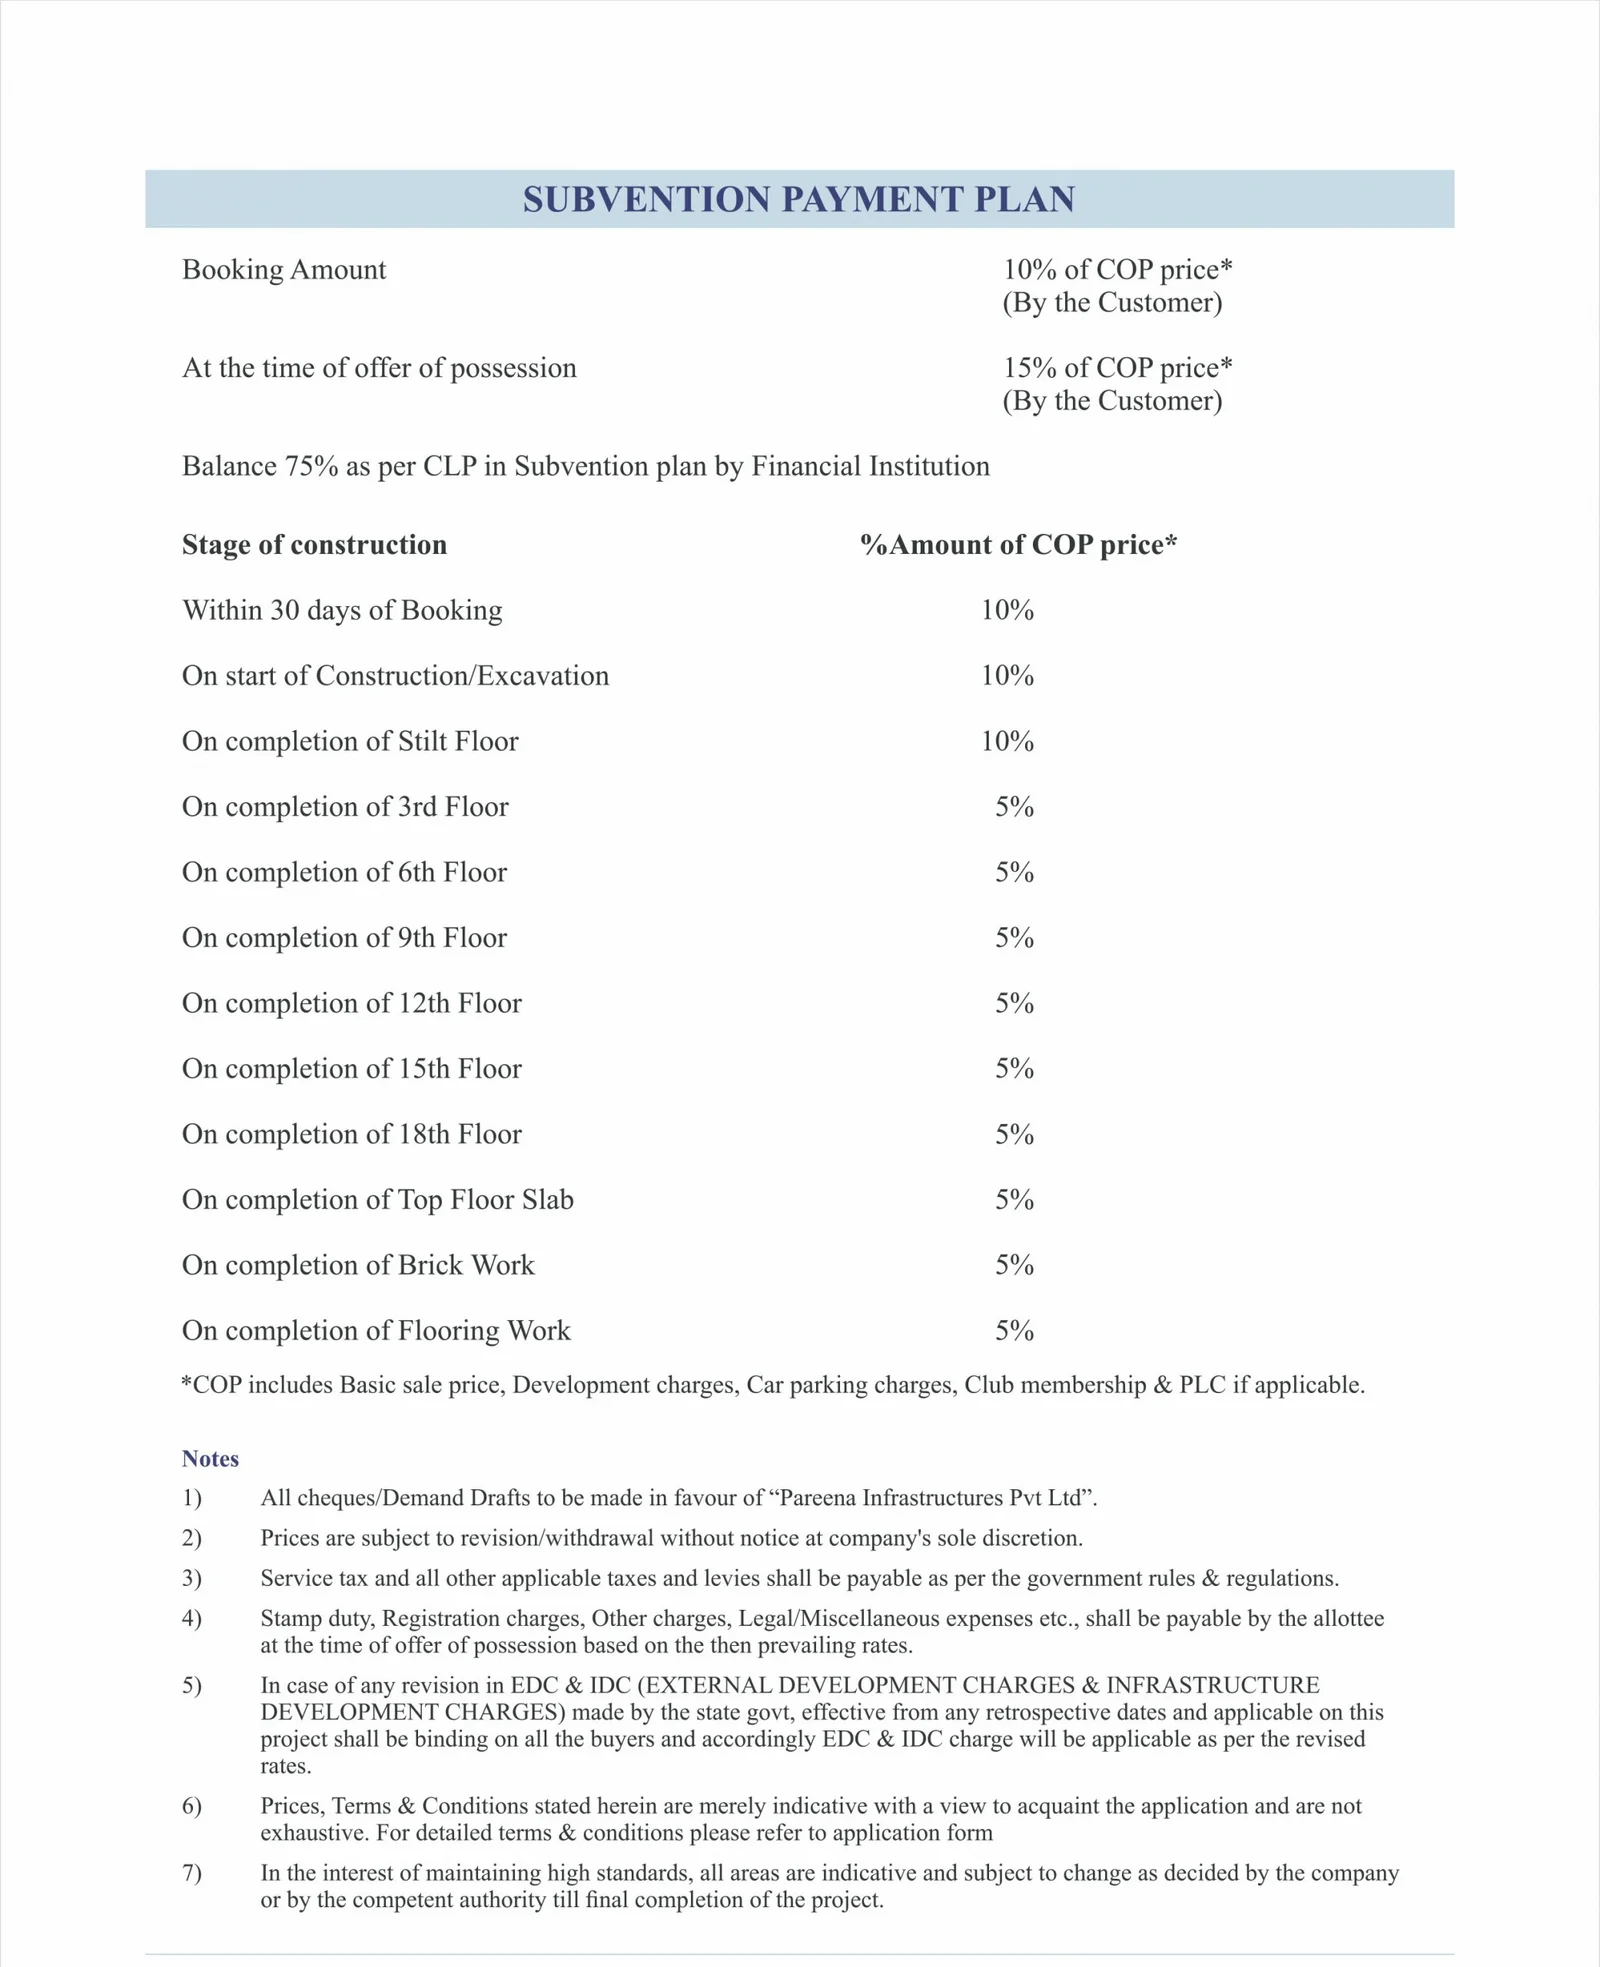 SUBVENTION PAYMENT PLAN
Booking Amount 10% of COP price*
(By the Customer)
At the time of offer of possession 15% of COP price*
(By the Customer)
Balance 75% as per CLP in Subvention plan by Financial Institution
Stage of construction %Amount of COP price*
Within 30 days of Booking 10%
On start of Construction/Excavation 10%
On completion of Stilt Floor 10%
On completion of 3rd Floor 5%
On completion of 6th Floor 5%
On completion of 9th Floor 5%
On completion of 12th Floor 5%
On completion of 15th Floor 5%
On completion of 18th Floor 5%
On completion of Top Floor Slab 5%
On completion of Brick Work 5%
On completion of Flooring Work 5%
*COP includes Basic sale price, Development charges, Car parking charges, Club membership & PLC if applicable.
Notes
1) All cheques/Demand Drafts to be made in favour of “Pareena Infrastructures Pvt Ltd”.
2) Prices are subject to revision/withdrawal without notice at company's sole discretion.
3) Service tax and all other applicable taxes and levies shall be payable as per the government rules & regulations.
4) Stamp duty, Registration charges, Other charges, Legal/Miscellaneous expenses etc., shall be payable by the allottee
at the time of offer of possession based on the then prevailing rates.
5) In case of any revision in EDC & IDC (EXTERNAL DEVELOPMENT CHARGES & INFRASTRUCTURE
DEVELOPMENT CHARGES) made by the state govt, effective from any retrospective dates and applicable on this
project shall be binding on all the buyers and accordingly EDC & IDC charge will be applicable as per the revised
rates.
6) Prices, Terms & Conditions stated herein are merely indicative with a view to acquaint the application and are not
exhaustive. For detailed terms & conditions please refer to application form
7) In the interest of maintaining high standards, all areas are indicative and subject to change as decided by the company
or by the competent authority till final completion of the project.